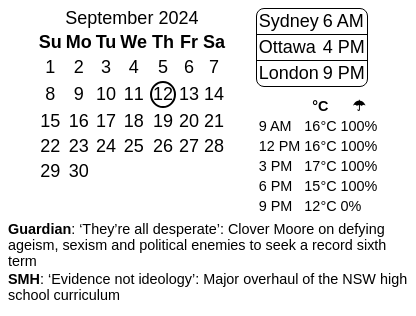 September 2024
Su Mo Tu We Th Fr Sa
1 2 3 4 5 6 7
8 9 10 11 12 13 14
15 16 17 18 19 20 21
22 23 24 25 26 27 28
29 30
Sydney 6 AM
Ottawa 4 PM
London 9 PM
°C ☂
9 AM 16°C 100%
12 PM 16°C 100%
3 PM 17°C 100%
6 PM 15°C 100%
9 PM 12°C 0%
Guardian: ‘They’re all desperate’: Clover Moore on defying
ageism, sexism and political enemies to seek a record sixth
term
SMH: ‘Evidence not ideology’: Major overhaul of the NSW high
school curriculum